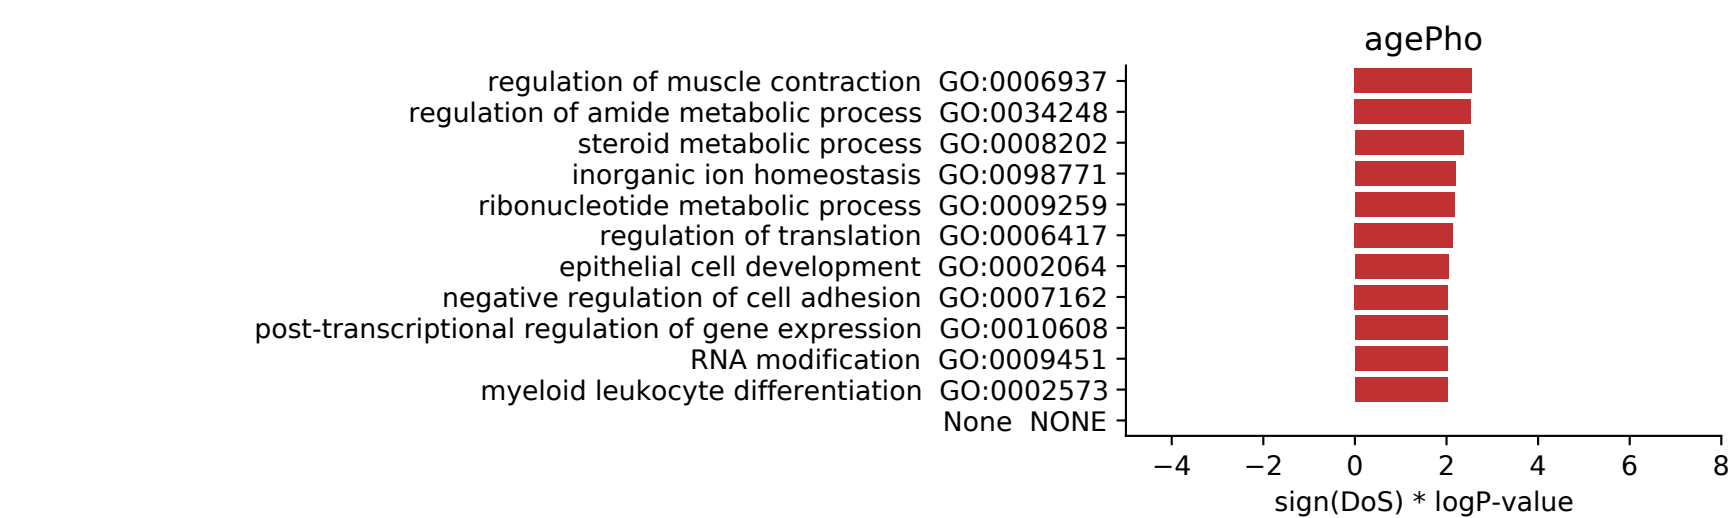 agePho
regulation of muscle contraction  GO:0006937
regulation of amide metabolic process  GO:0034248
steroid metabolic process  GO:0008202
inorganic ion homeostasis  GO:0098771
ribonucleotide metabolic process  GO:0009259
regulation of translation  GO:0006417
epithelial cell development  GO:0002064
negative regulation of cell adhesion  GO:0007162
post-transcriptional regulation of gene expression  GO:0010608
RNA modification  GO:0009451
myeloid leukocyte differentiation  GO:0002573
None  NONE
−4 −2 0 2 4 6 8
sign(DoS) * logP-value